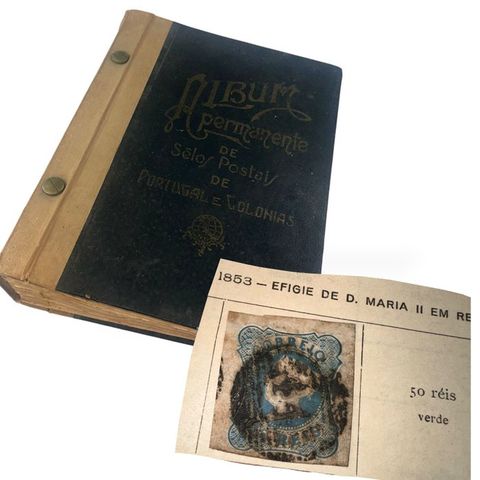 ALBUM
permanente
DE
Sêlos Postais
DE
PORTUGAL E COLONIAS
1853 — EFIGIE DE D. MARIA II EM RE
CORREIO
50 réis
verde